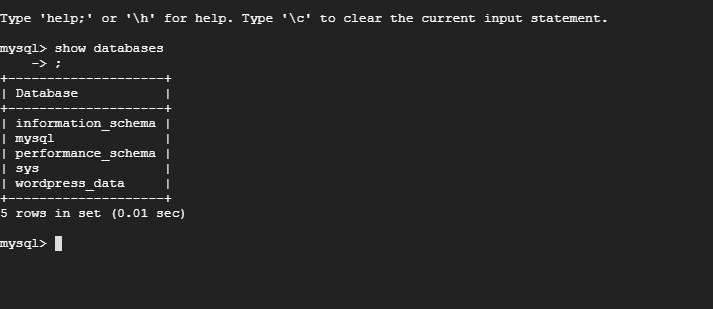 Type 'help;' or '\h' for help. Type '\c' to clear the current input statement.
mysql> show databases
    -> ;
+--------------------+
| Database           |
+--------------------+
| information_schema |
| mysql              |
| performance_schema |
| sys                |
| wordpress_data     |
+--------------------+
5 rows in set (0.01 sec)
mysql>